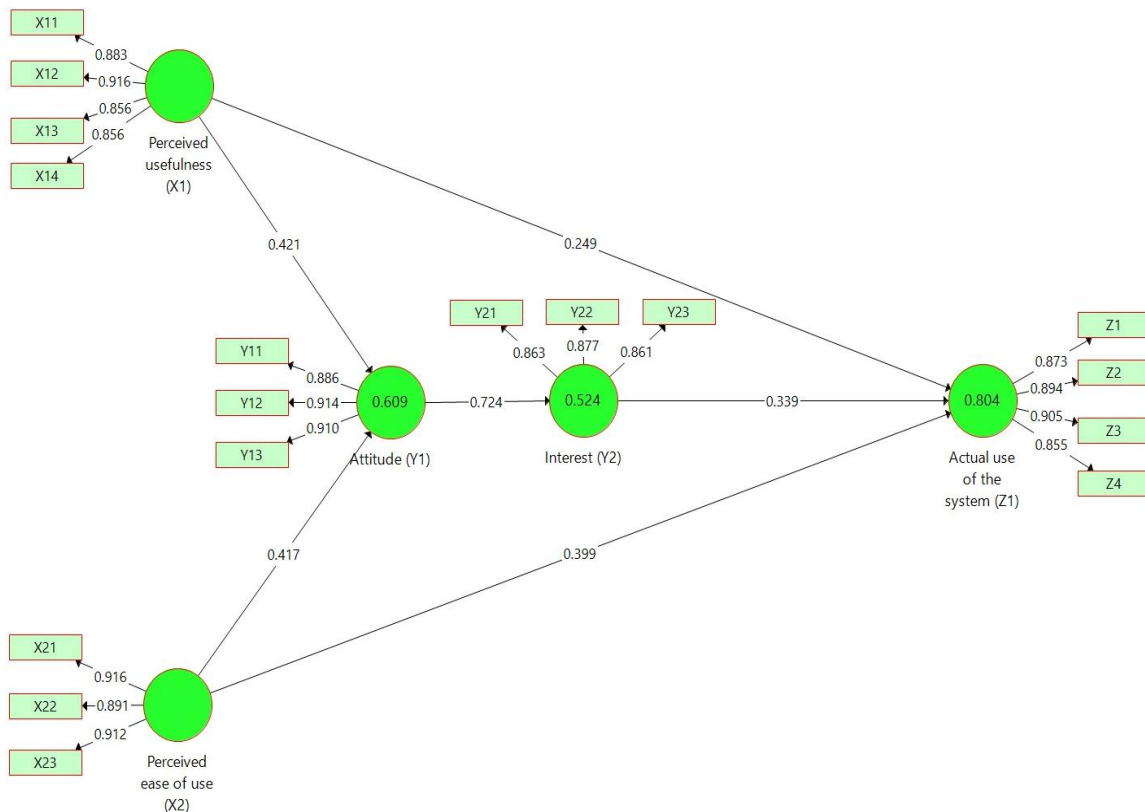 X11
0.883
X12
0.916
X13
0.856
0.856
X14
Perceived
usefulness
(X1)
0.421
0.249
Y21
Y22
Y23
0.863
0.877
0.861
Y11
0.886
Y12
0.914
0.910
Y13
0.609
Attitude (Y1)
0.724
0.524
Interest (Y2)
0.339
0.804
Actual use
of the
system (Z1)
Z1
0.873
Z2
0.894
0.905
Z3
0.855
Z4
0.417
0.399
X21
0.916
X22
0.891
0.912
X23
Perceived
ease of use
(X2)